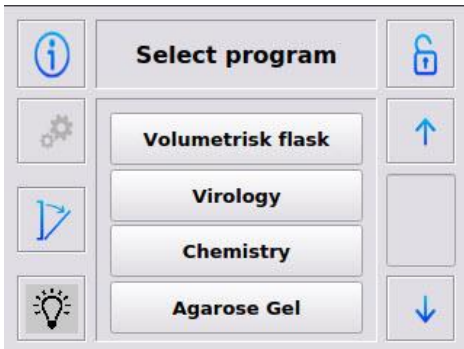 Select program
Volumetrisk flask
Virology
Chemistry
Agarose Gel